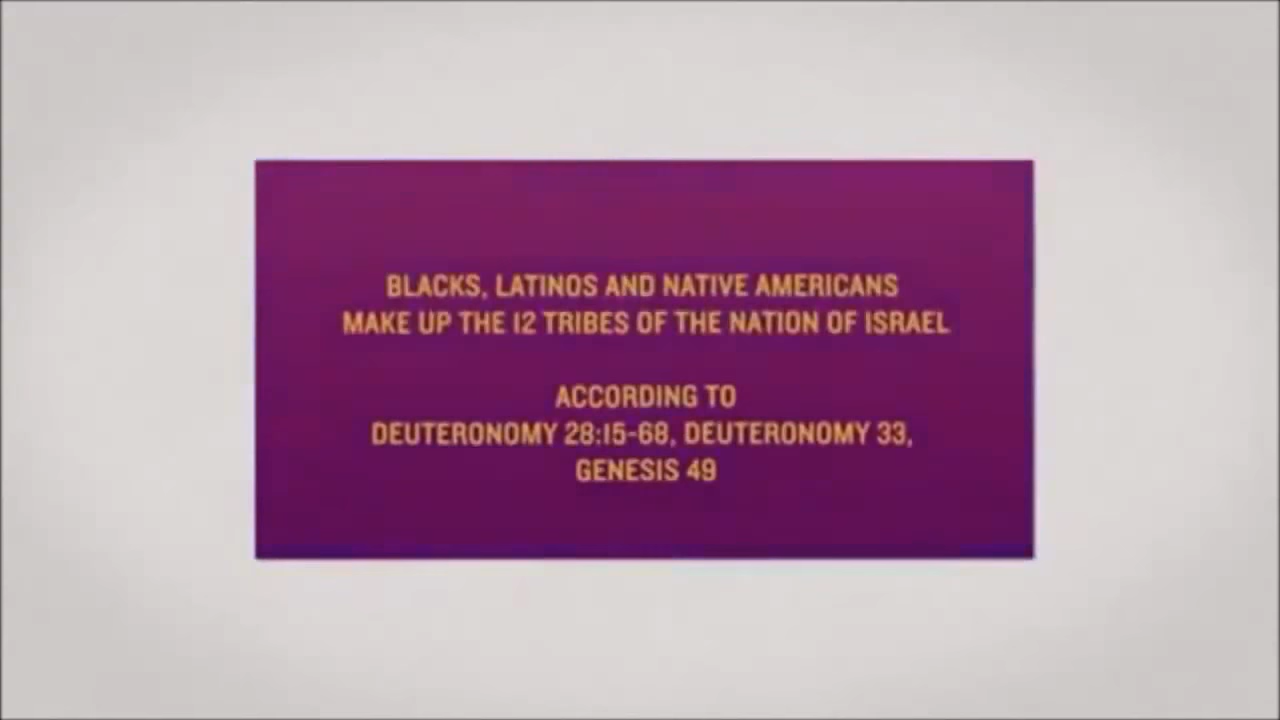 BLACKS, LATINOS AND NATIVE AMERICANS
MAKE UP THE 12 TRIBES OF THE NATION OF ISRAEL
ACCORDING TO
DEUTERONOMY 28:15-68, DEUTERONOMY 33,
GENESIS 49